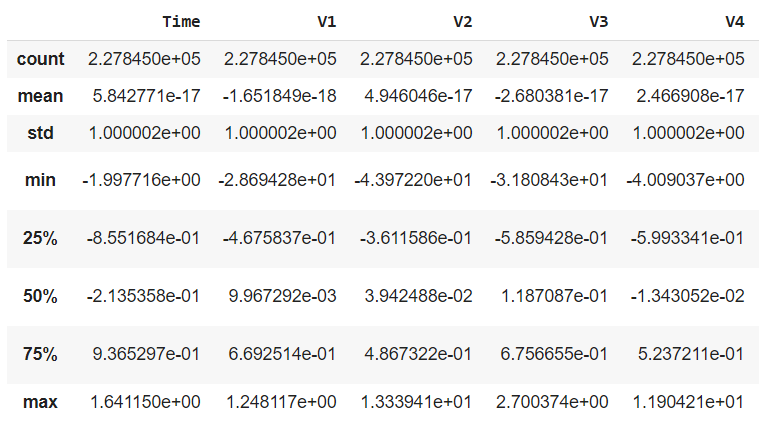 Time V1 V2 V3 V4
count 2.278450e+05 2.278450e+05 2.278450e+05 2.278450e+05 2.278450e+05
mean 5.842771e-17 -1.651849e-18 4.946046e-17 -2.680381e-17 2.466908e-17
std 1.000002e+00 1.000002e+00 1.000002e+00 1.000002e+00 1.000002e+00
min -1.997716e+00 -2.869428e+01 -4.397220e+01 -3.180843e+01 -4.009037e+00
25% -8.551684e-01 -4.675837e-01 -3.611586e-01 -5.859428e-01 -5.993341e-01
50% -2.135358e-01 9.967292e-03 3.942488e-02 1.187087e-01 -1.343052e-02
75% 9.365297e-01 6.692514e-01 4.867322e-01 6.756655e-01 5.237211e-01
max 1.641150e+00 1.248117e+00 1.333941e+01 2.700374e+00 1.190421e+01